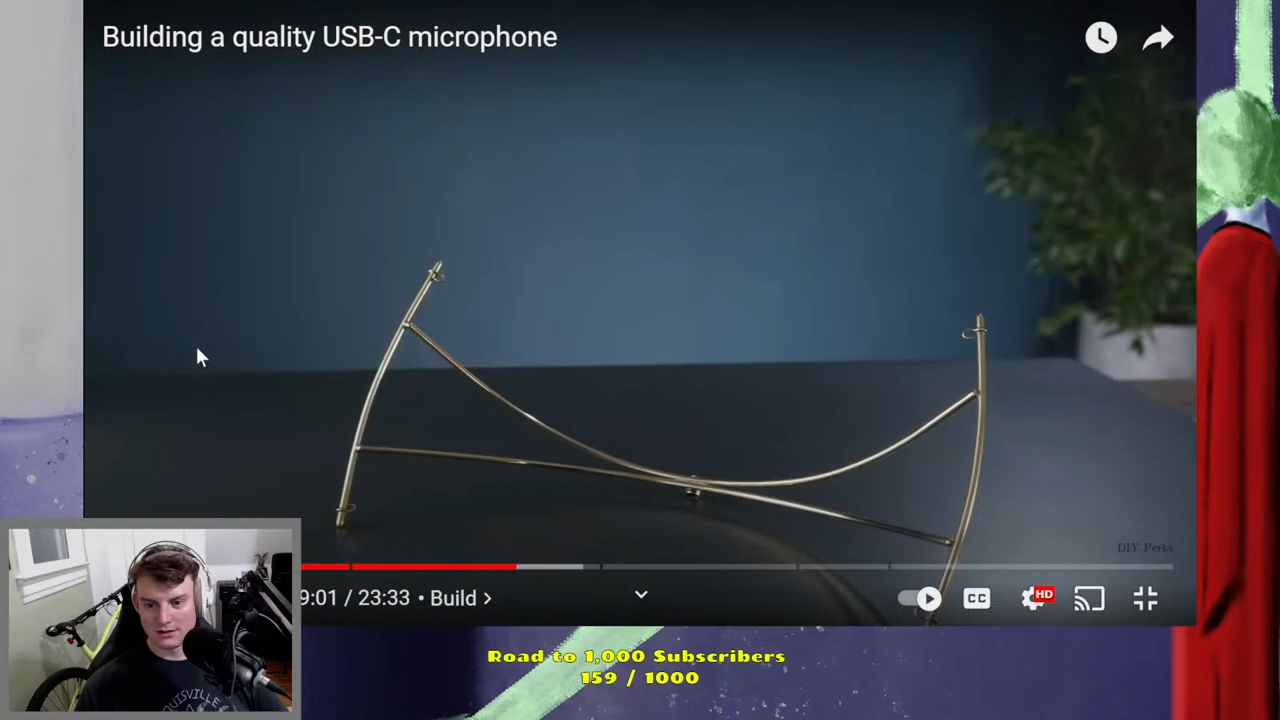 Building a quality USB-C microphone
DIY Perks
9:01 / 23:33 • Build >
CC
HD
QUISVILLE
Road to 1,000 Subscribers
159 / 1000